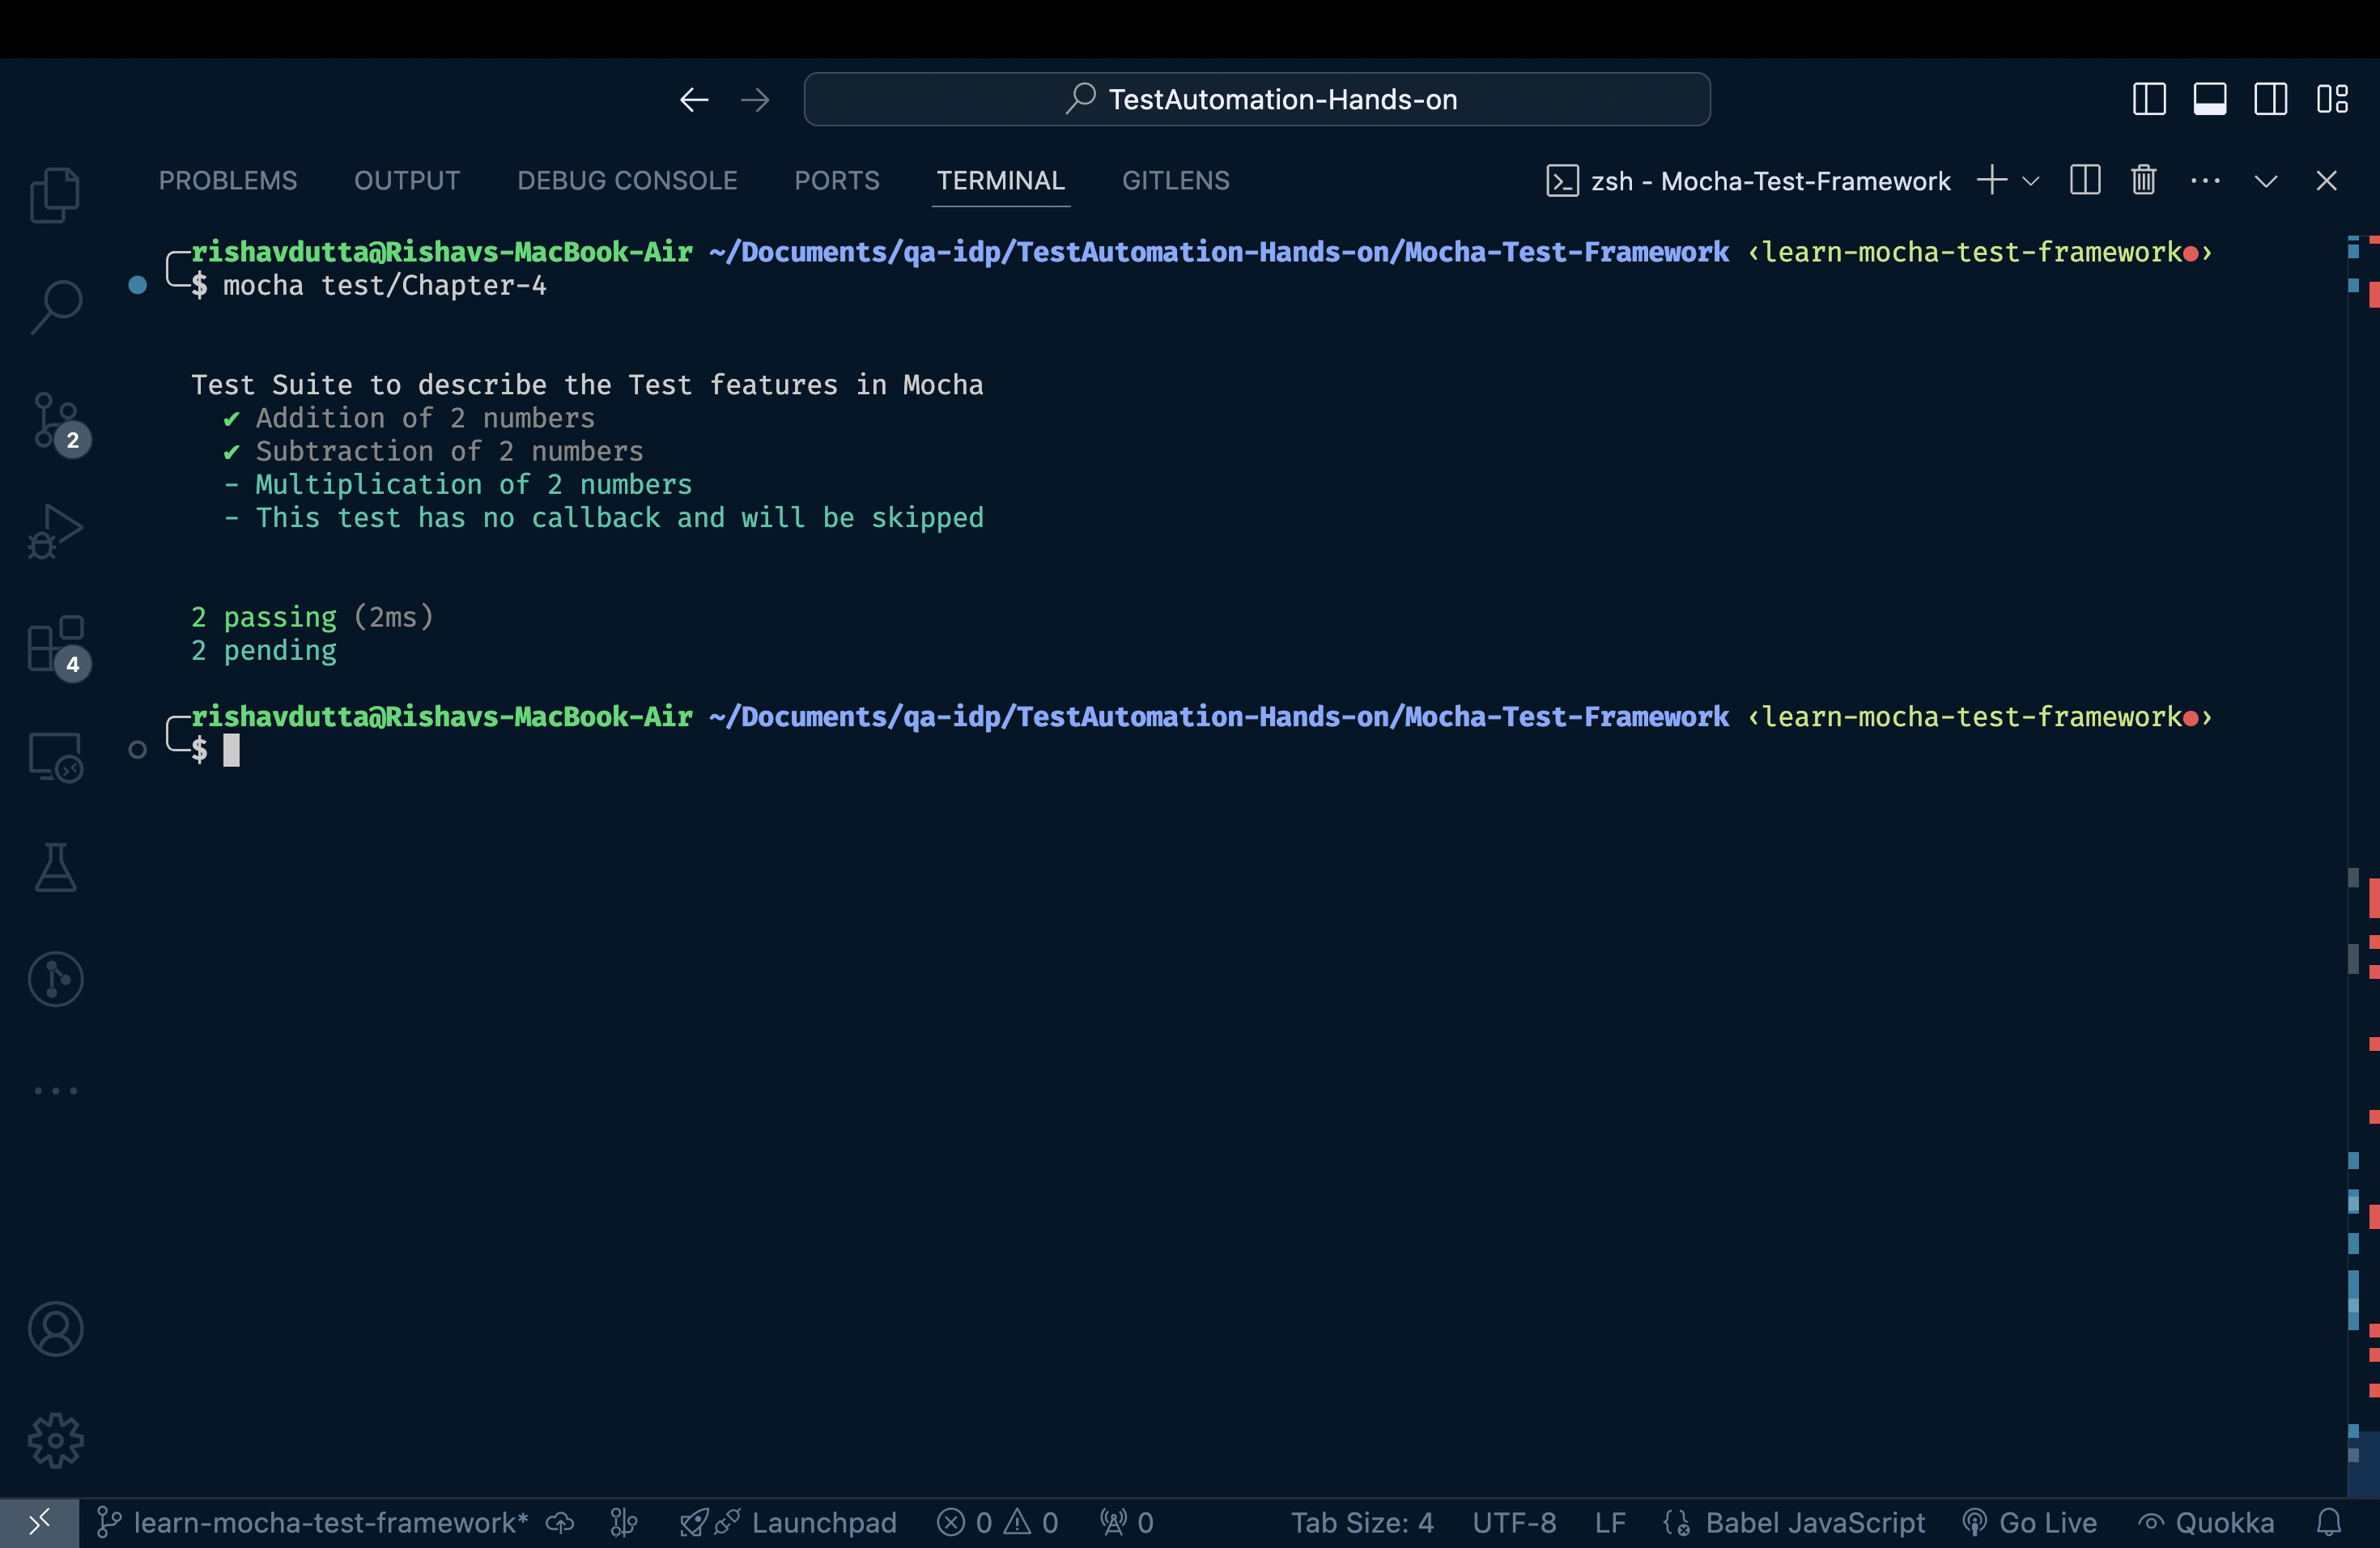 TestAutomation-Hands-on
PROBLEMS OUTPUT DEBUG CONSOLE PORTS TERMINAL GITLENS zsh - Mocha-Test-Framework
rishavdutta@Rishavs-MacBook-Air ~/Documents/qa-idp/TestAutomation-Hands-on/Mocha-Test-Framework ‹learn-mocha-test-framework●›
$ mocha test/Chapter-4
Test Suite to describe the Test features in Mocha
✔ Addition of 2 numbers
✔ Subtraction of 2 numbers
- Multiplication of 2 numbers
- This test has no callback and will be skipped
2 passing (2ms)
2 pending
rishavdutta@Rishavs-MacBook-Air ~/Documents/qa-idp/TestAutomation-Hands-on/Mocha-Test-Framework ‹learn-mocha-test-framework●›
$
2
4
learn-mocha-test-framework* Launchpad 0 0 0 Tab Size: 4 UTF-8 LF Babel JavaScript Go Live Quokka